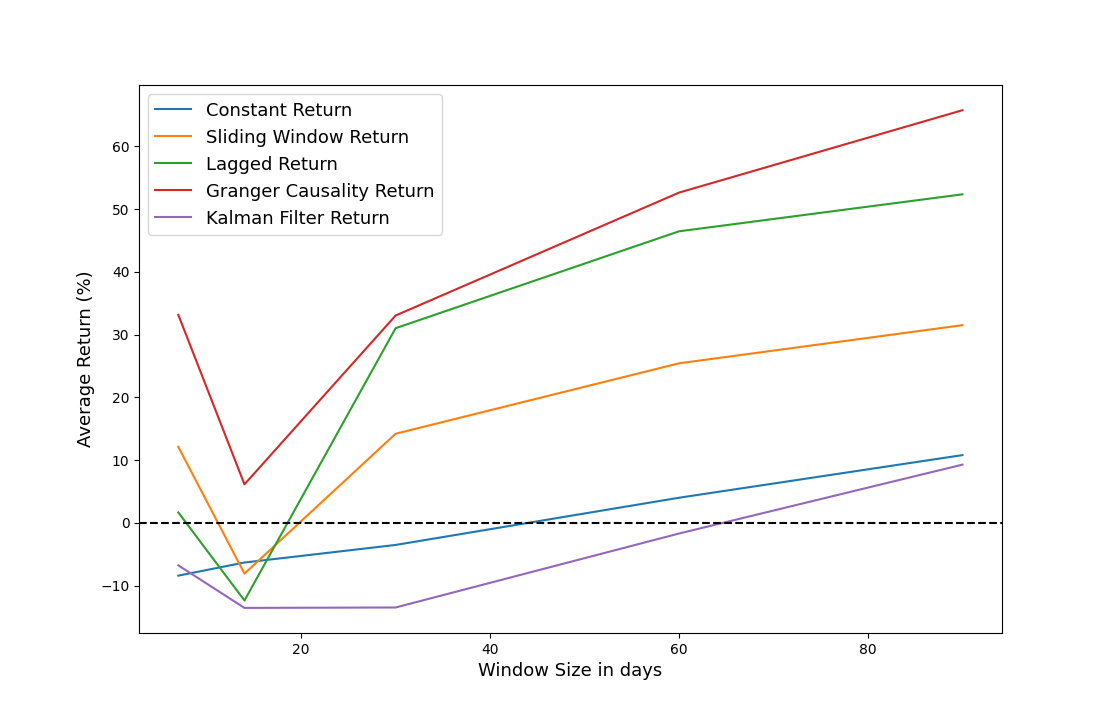 Constant Return
Sliding Window Return
Lagged Return
Granger Causality Return
Kalman Filter Return
Average Return (%)
60
50
40
30
20
10
0
−10
20
40
60
80
Window Size in days